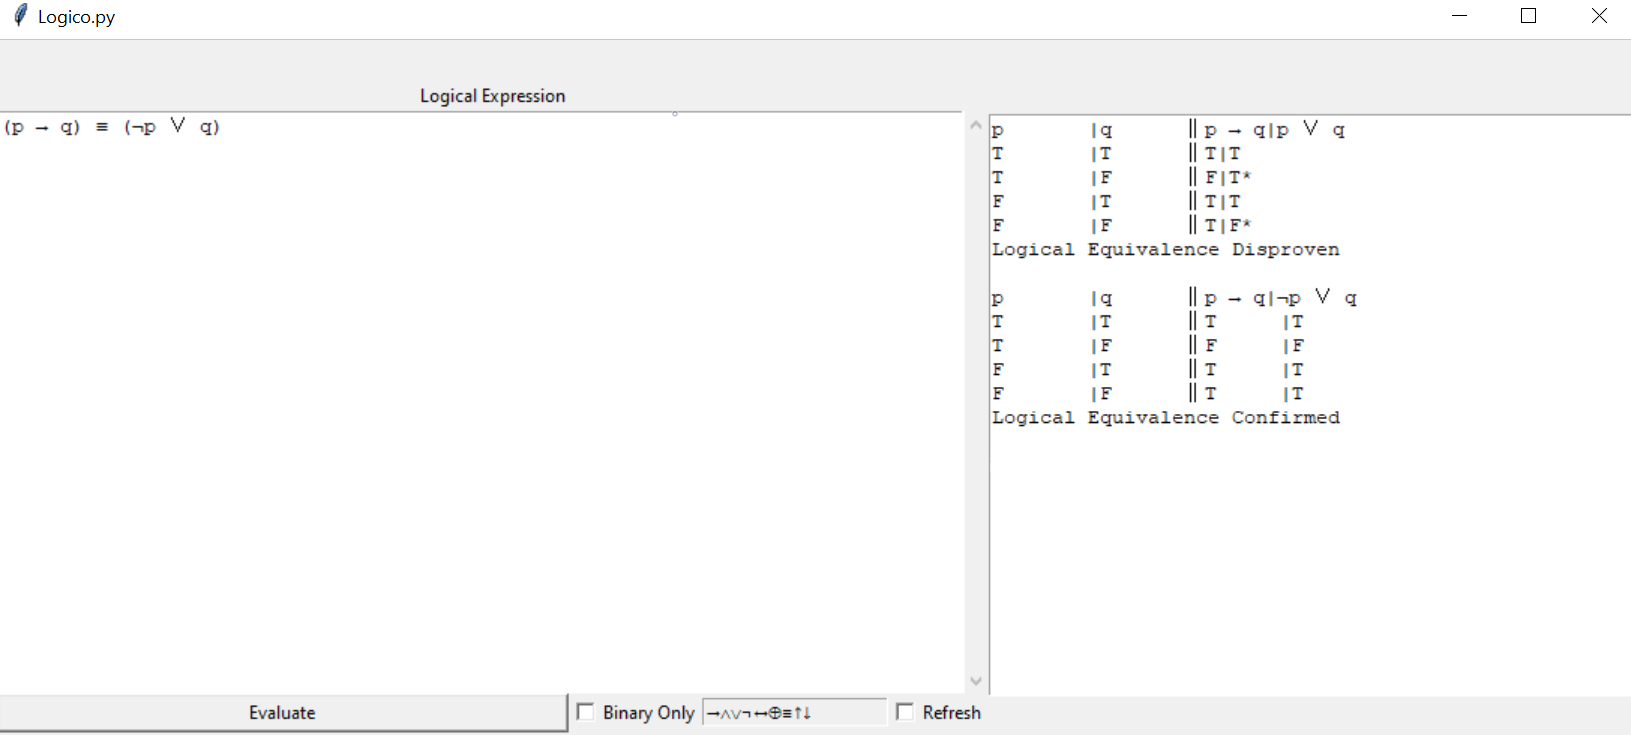 Logico.py
Logical Expression
(p → q) ≡ (¬p ∨ q)
p |q ‖p → q|p ∨ q
T |T ‖T|T
T |F ‖F|T*
F |T ‖T|T
F |F ‖T|F*
Logical Equivalence Disproven
p |q ‖p → q|¬p ∨ q
T |T ‖T |T
T |F ‖F |F
F |T ‖T |T
F |F ‖T |T
Logical Equivalence Confirmed
Evaluate
Binary Only
→∧∨¬↔⊕≡↑↓
Refresh